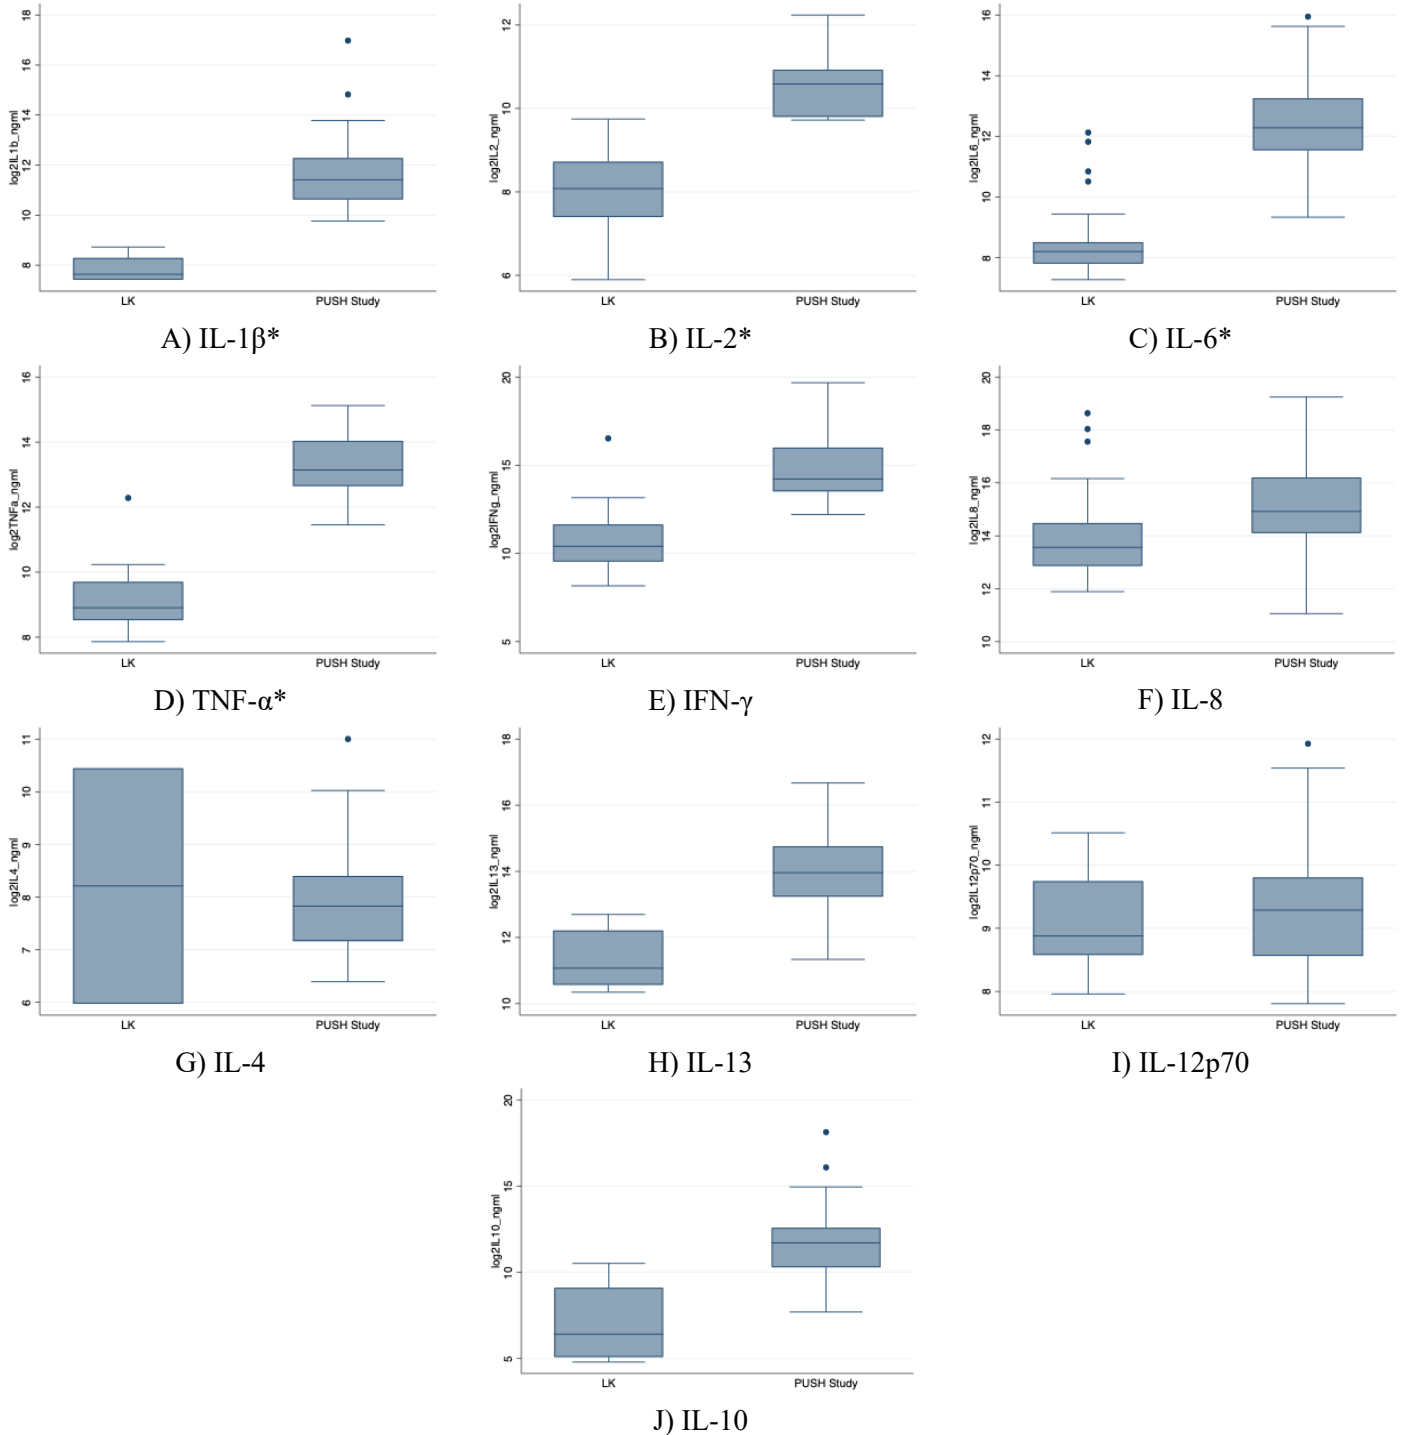 18
16
14
12
10
8
log2IL1b_ngml
LK PUSH Study
A) IL-1β*
12
10
8
6
log2IL2_ngml
LK PUSH Study
B) IL-2*
16
14
12
10
8
log2IL6_ngml
LK PUSH Study
C) IL-6*
16
14
12
10
8
log2TNFa_ngml
LK PUSH Study
D) TNF-α*
20
15
10
5
log2IFNg_ngml
LK PUSH Study
E) IFN-γ
20
18
16
14
12
10
log2IL8_ngml
LK PUSH Study
F) IL-8
11
10
9
8
7
6
log2IL4_ngml
LK PUSH Study
G) IL-4
18
16
14
12
10
log2IL13_ngml
LK PUSH Study
H) IL-13
12
11
10
9
8
log2IL12p70_ngml
LK PUSH Study
I) IL-12p70
20
15
10
5
log2IL10_ngml
LK PUSH Study
J) IL-10